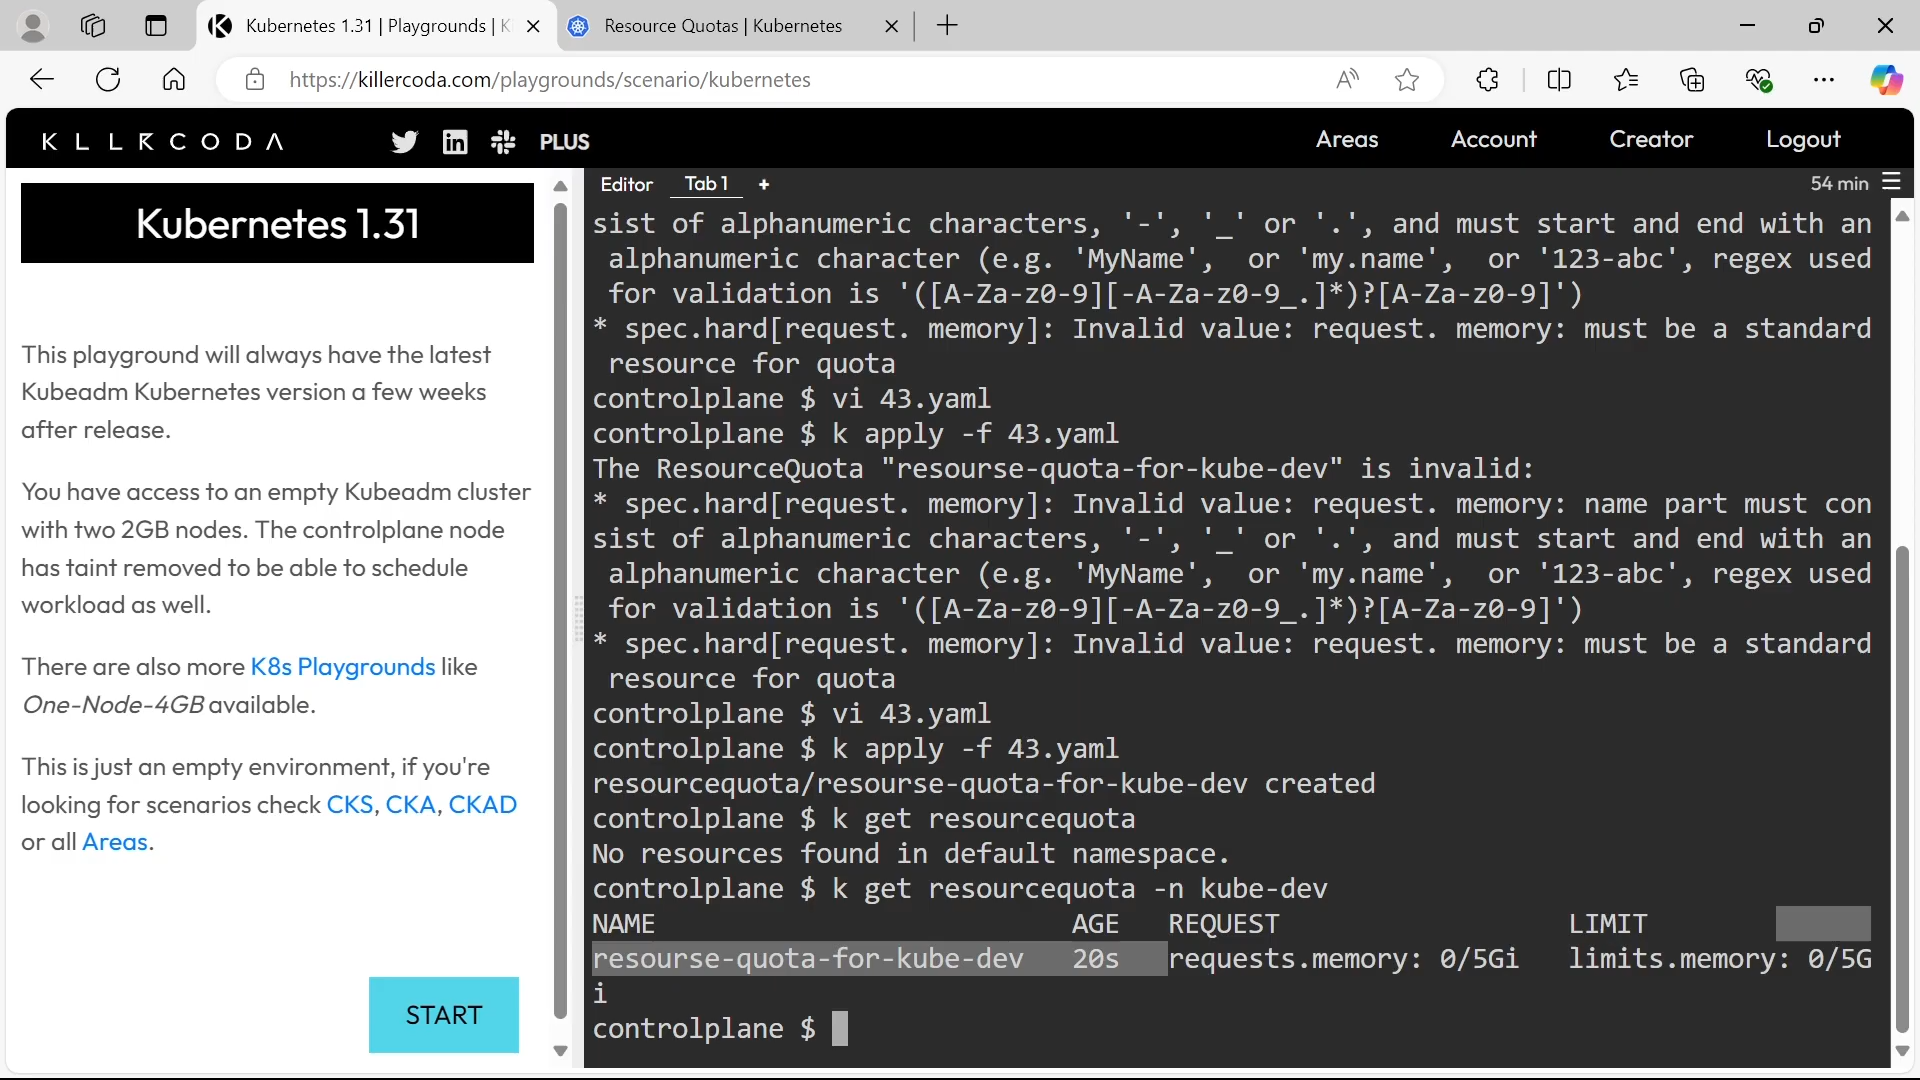 Kubernetes 1.31 | Playgrounds | Ki
Resource Quotas | Kubernetes
https://killercoda.com/playgrounds/scenario/kubernetes
KLLRCODA
PLUS
Areas
Account
Creator
Logout
Kubernetes 1.31
This playground will always have the latest
Kubeadm Kubernetes version a few weeks
after release.
You have access to an empty Kubeadm cluster
with two 2GB nodes. The controlplane node
has taint removed to be able to schedule
workload as well.
There are also more K8s Playgrounds like
One-Node-4GB available.
This is just an empty environment, if you're
looking for scenarios check CKS, CKA, CKAD
or all Areas.
START
Editor
Tab 1
+
54 min
sist of alphanumeric characters, '-', '_' or '.', and must start and end with an
alphanumeric character (e.g. 'MyName',  or 'my.name',  or '123-abc', regex used
for validation is '([A-Za-z0-9][-A-Za-z0-9_.]*)?[A-Za-z0-9]')
* spec.hard[request. memory]: Invalid value: request. memory: must be a standard
resource for quota
controlplane $ vi 43.yaml
controlplane $ k apply -f 43.yaml
The ResourceQuota "resourse-quota-for-kube-dev" is invalid:
* spec.hard[request. memory]: Invalid value: request. memory: name part must con
sist of alphanumeric characters, '-', '_' or '.', and must start and end with an
alphanumeric character (e.g. 'MyName',  or 'my.name',  or '123-abc', regex used
for validation is '([A-Za-z0-9][-A-Za-z0-9_.]*)?[A-Za-z0-9]')
* spec.hard[request. memory]: Invalid value: request. memory: must be a standard
resource for quota
controlplane $ vi 43.yaml
controlplane $ k apply -f 43.yaml
resourcequota/resourse-quota-for-kube-dev created
controlplane $ k get resourcequota
No resources found in default namespace.
controlplane $ k get resourcequota -n kube-dev
NAME AGE REQUEST LIMIT
resourse-quota-for-kube-dev 20s requests.memory: 0/5Gi limits.memory: 0/5G
i
controlplane $